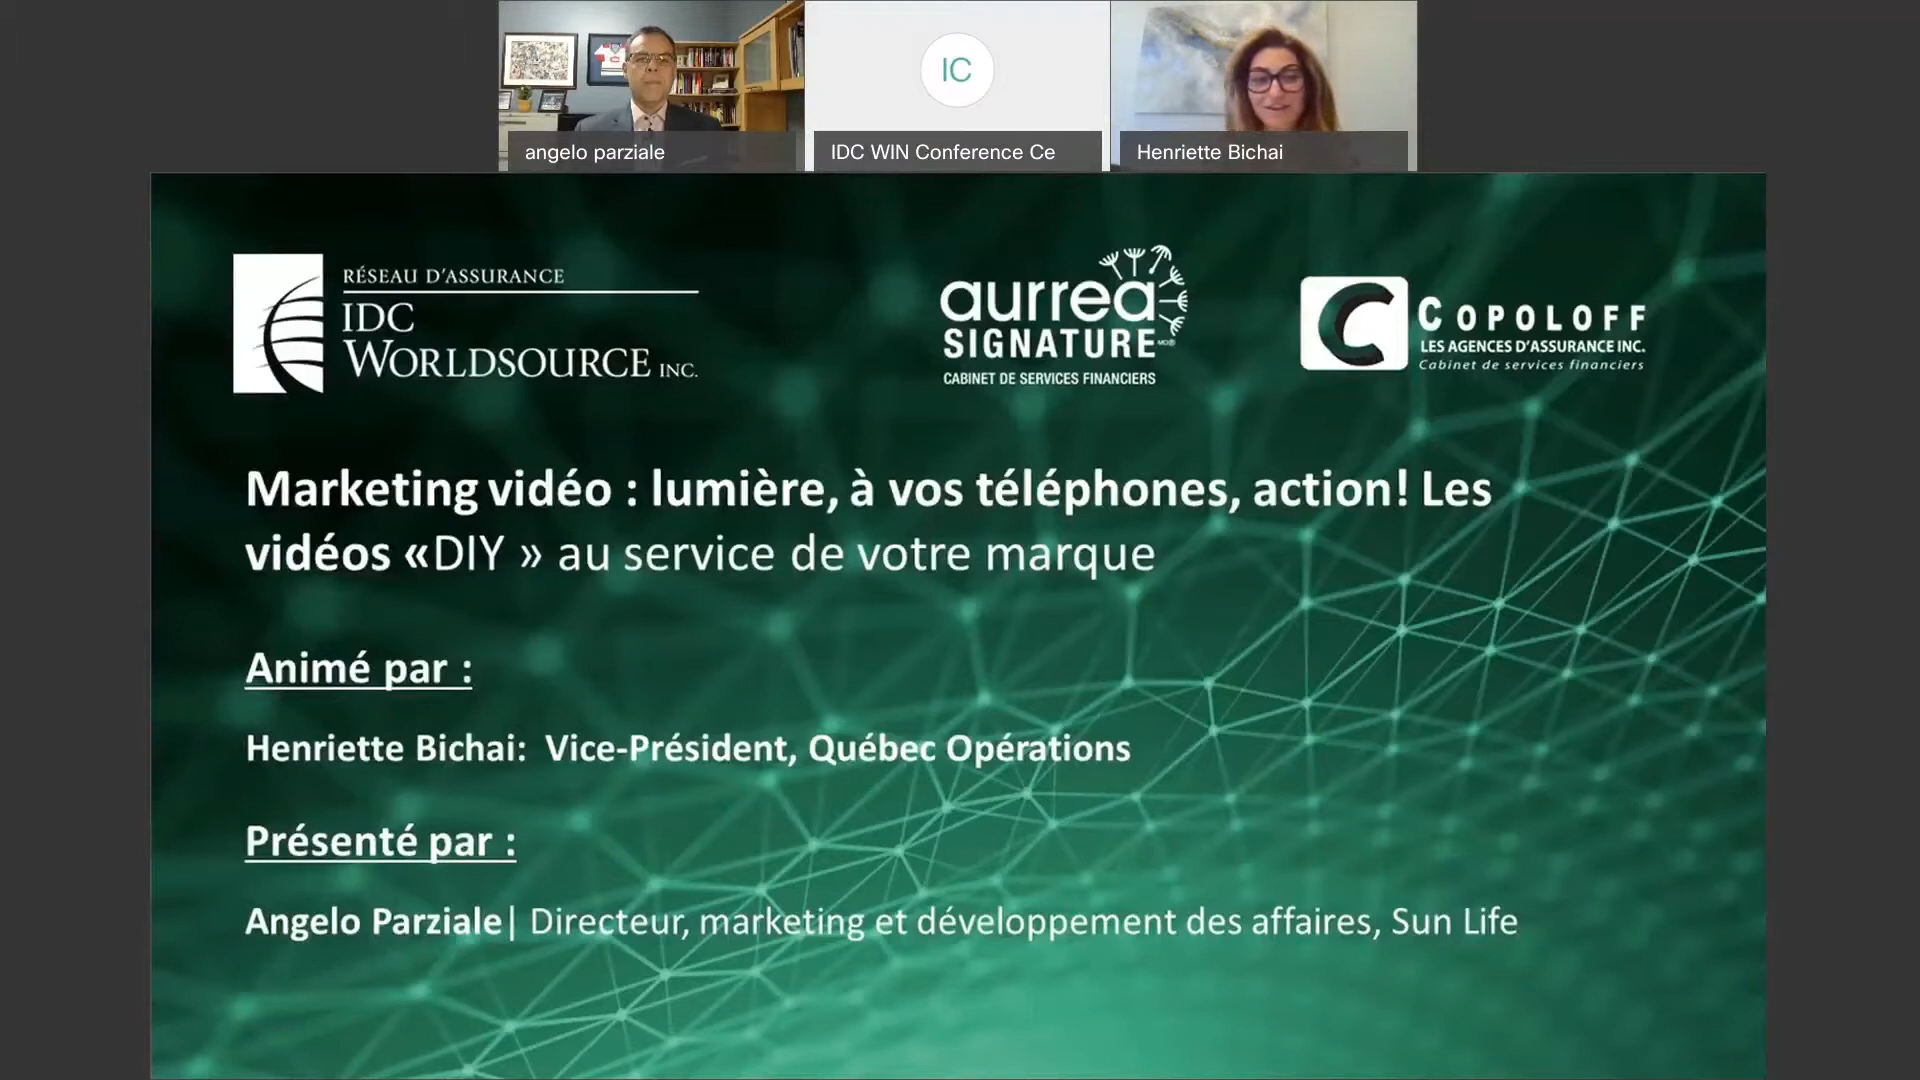 angelo parziale
IC
IDC WIN Conference Ce
Henriette Bichai
RÉSEAU D'ASSURANCE
IDC
WORLDSOURCE INC.
aurrea
SIGNATURE MD®
CABINET DE SERVICES FINANCIERS
COPOLOFF
LES AGENCES D'ASSURANCE INC.
Cabinet de services financiers
Marketing vidéo : lumière, à vos téléphones, action! Les
vidéos «DIY » au service de votre marque
Animé par :
Henriette Bichai: Vice-Président, Québec Opérations
Présenté par :
Angelo Parziale| Directeur, marketing et développement des affaires, Sun Life